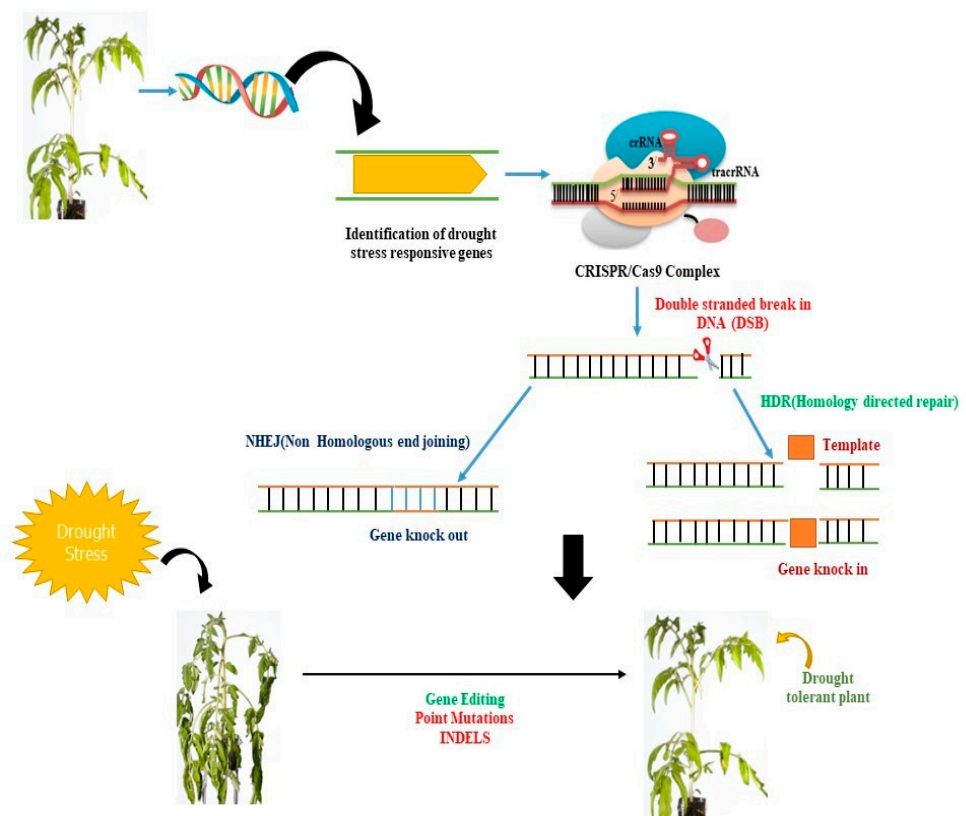 crRNA
3/
tracrRNA
5/
Identification of drought
stress responsive genes
CRISPR/Cas9 Complex
Double stranded break in
DNA (DSB)
HDR(Homology directed repair)
NHEJ(Non Homologous end joining)
Template
Gene knock out
Gene knock in
Drought
Stress
Gene Editing
Point Mutations
INDELS
Drought
tolerant plant